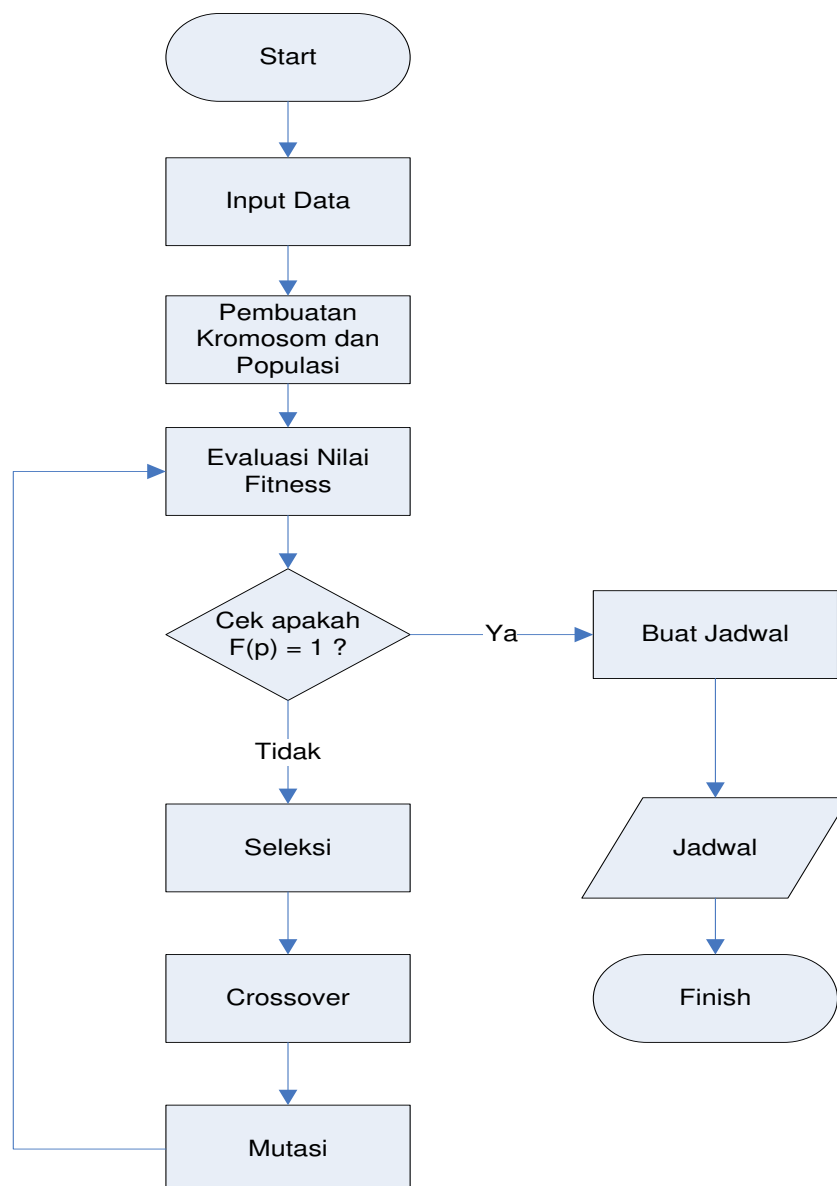 Start
Input Data
Pembuatan
Kromosom dan
Populasi
Evaluasi Nilai
Fitness
Cek apakah
F(p) = 1 ?
Ya
Buat Jadwal
Tidak
Seleksi
Jadwal
Crossover
Finish
Mutasi